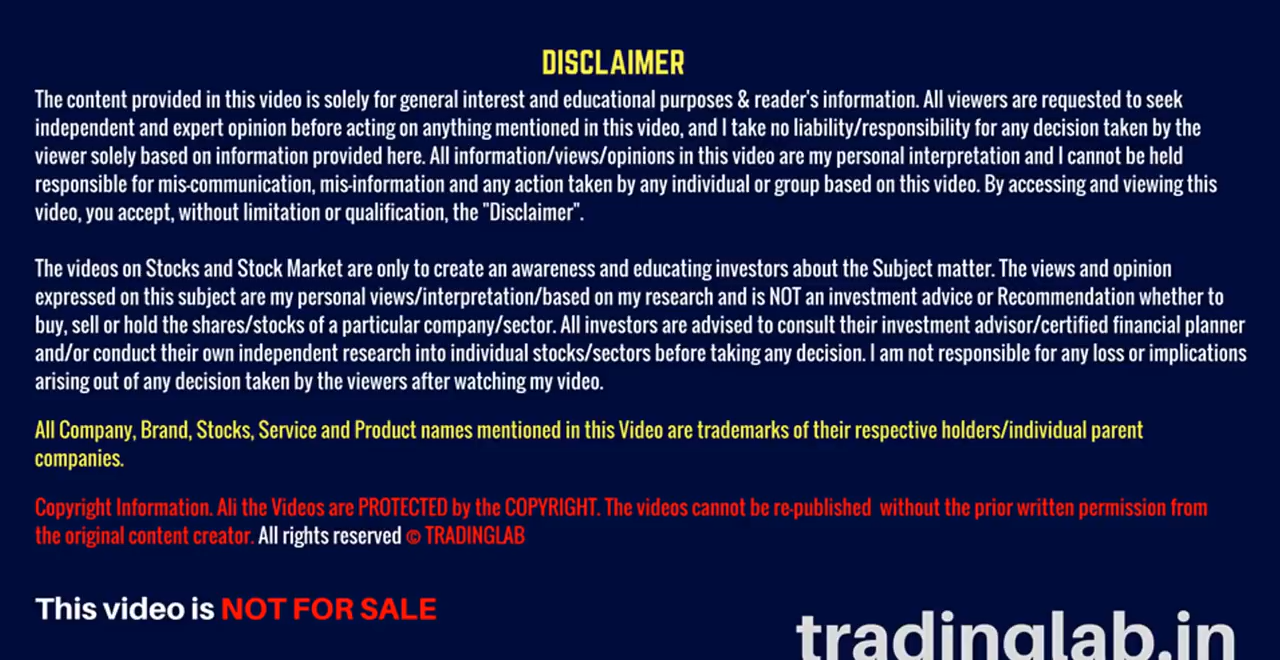 DISCLAIMER
The content provided in this video is solely for general interest and educational purposes & reader's information. All viewers are requested to seek
independent and expert opinion before acting on anything mentioned in this video, and I take no liability/responsibility for any decision taken by the
viewer solely based on information provided here. All information/views/opinions in this video are my personal interpretation and I cannot be held
responsible for mis-communication, mis-information and any action taken by any individual or group based on this video. By accessing and viewing this
video, you accept, without limitation or qualification, the "Disclaimer".
The videos on Stocks and Stock Market are only to create an awareness and educating investors about the Subject matter. The views and opinion
expressed on this subject are my personal views/interpretation/based on my research and is NOT an investment advice or Recommendation whether to
buy, sell or hold the shares/stocks of a particular company/sector. All investors are advised to consult their investment advisor/certified financial planner
and/or conduct their own independent research into individual stocks/sectors before taking any decision. I am not responsible for any loss or implications
arising out of any decision taken by the viewers after watching my video.
All Company, Brand, Stocks, Service and Product names mentioned in this Video are trademarks of their respective holders/individual parent
companies.
Copyright Information. Ali the Videos are PROTECTED by the COPYRIGHT. The videos cannot be re-published without the prior written permission from
the original content creator. All rights reserved © TRADINGLAB
This video is NOT FOR SALE
tradinglab.in